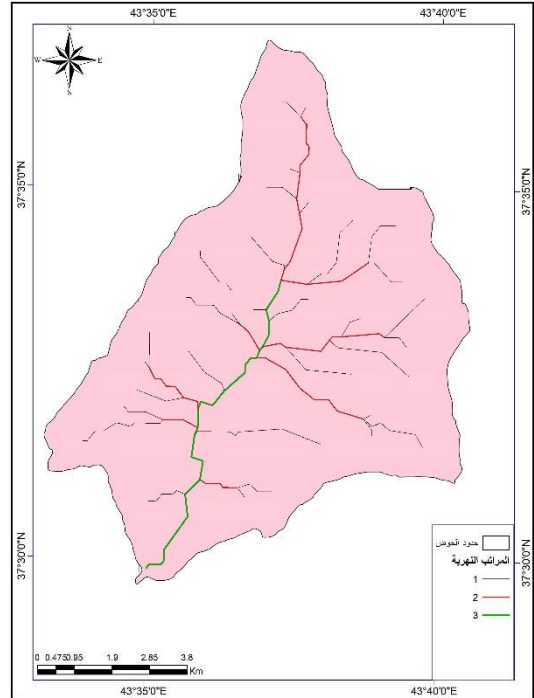 43°35'0"E 43°40'0"E
N
W E
S
37°35'0"N 37°35'0"N
37°30'0"N 37°30'0"N
حدود الحوض
المراتب النهرية
1
2
3
0 0.475 0.95 1.9 2.85 3.8
Km
43°35'0"E 43°40'0"E